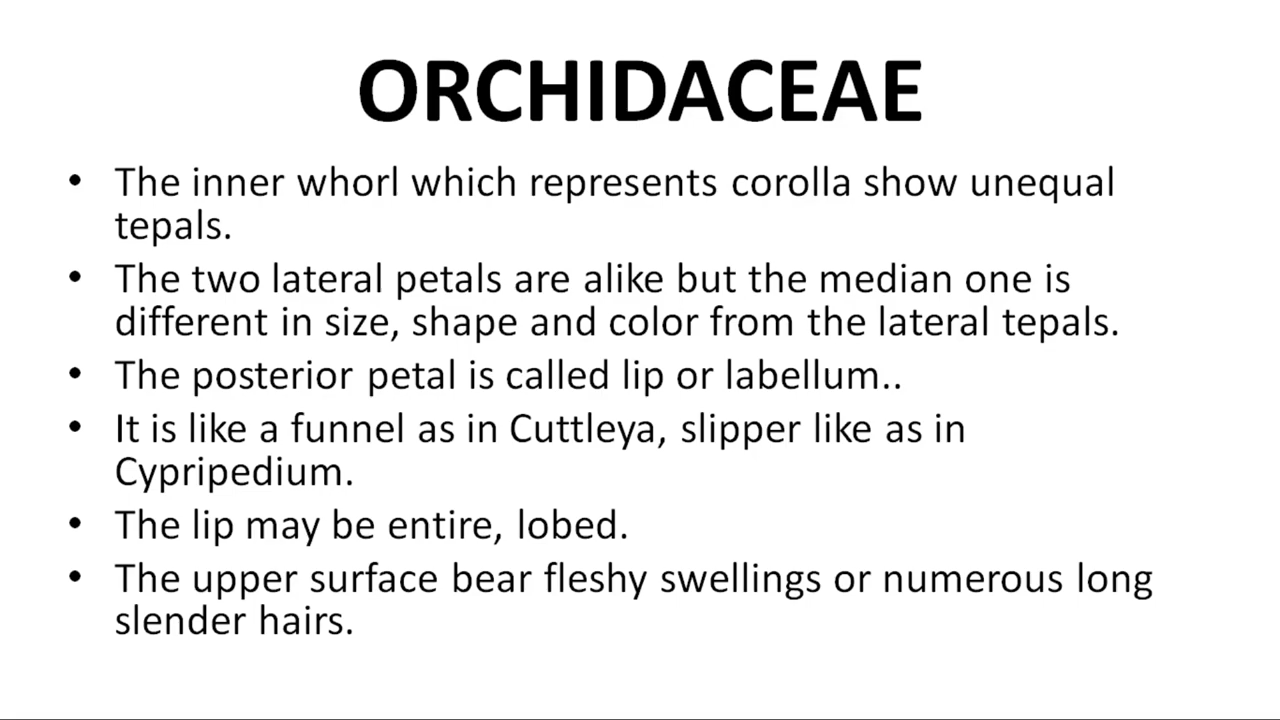 ORCHIDACEAE
• The inner whorl which represents corolla show unequal
tepals.
• The two lateral petals are alike but the median one is
different in size, shape and color from the lateral tepals.
• The posterior petal is called lip or labellum..
• It is like a funnel as in Cuttleya, slipper like as in
Cypripedium.
• The lip may be entire, lobed.
• The upper surface bear fleshy swellings or numerous long
slender hairs.